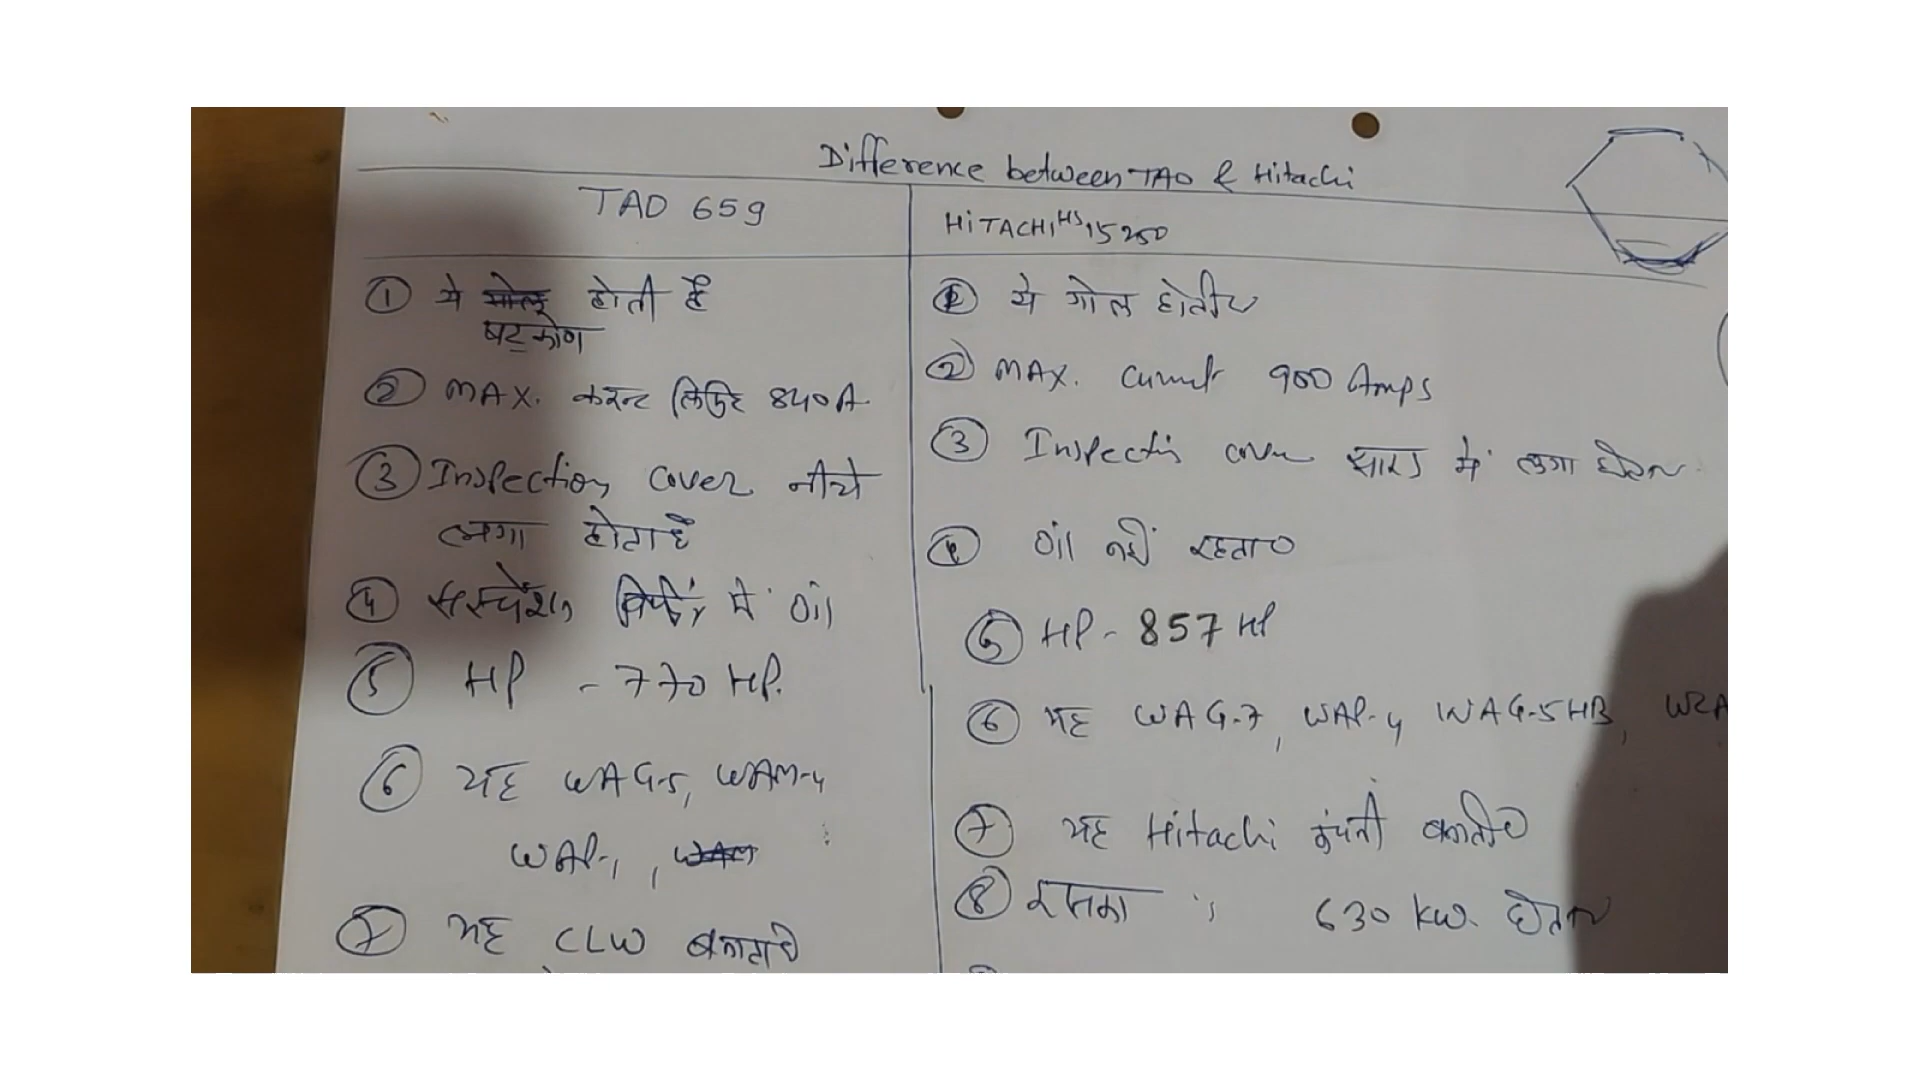 Difference between TAO & Hitachi
TAO 659
① ये गोल होती है
षट्कोण
② MAX. करन्ट लिमिट 840A
③ Inspection cover नीचे
लगा होता है
④ सस्पेंशन में oil
⑤ HP - 770 HP.
⑥ यह WAG-5, WAM-4
WAP-1,
⑦ यह CLW बनाता है
HiTACHI HS 15250
① ये गोल होती है
② MAX. current 900 Amps
③ Inspection cover साइड में लगा होता है
④ oil नहीं रहता है
⑤ HP - 857 HP
⑥ यह WAG-7, WAP-4 WAG-5HB,
⑦ यह Hitachi कंपनी बनाती है
⑧ इसका 630 kw. होता है